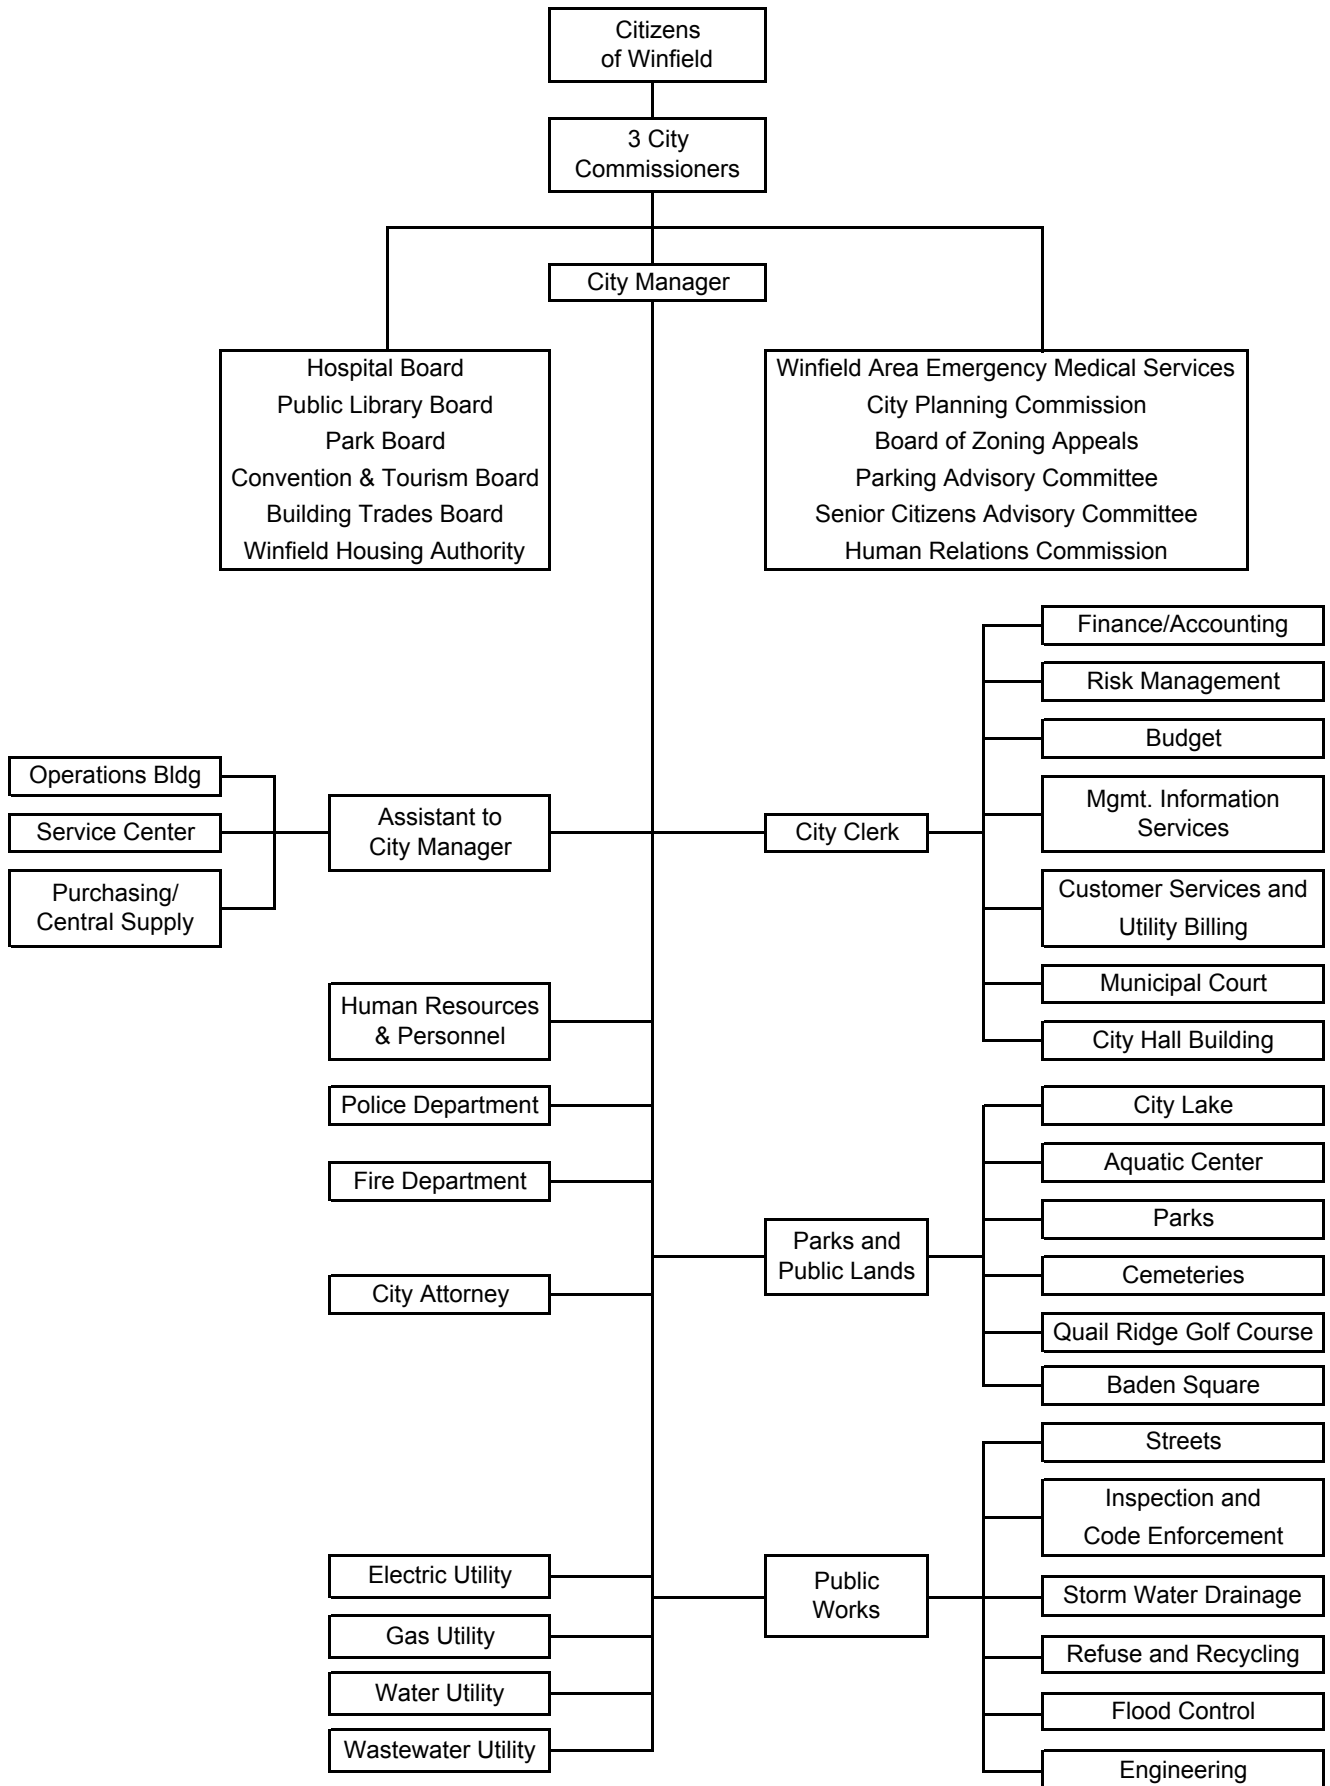 Citizens
of Winfield
3 City
Commissioners
City Manager
Hospital Board
Public Library Board
Park Board
Convention & Tourism Board
Building Trades Board
Winfield Housing Authority
Winfield Area Emergency Medical Services
City Planning Commission
Board of Zoning Appeals
Parking Advisory Committee
Senior Citizens Advisory Committee
Human Relations Commission
Operations Bldg
Service Center
Purchasing/
Central Supply
Assistant to
City Manager
City Clerk
Finance/Accounting
Risk Management
Budget
Mgmt. Information
Services
Customer Services and
Utility Billing
Municipal Court
City Hall Building
Human Resources
& Personnel
Police Department
Fire Department
City Attorney
Parks and
Public Lands
City Lake
Aquatic Center
Parks
Cemeteries
Quail Ridge Golf Course
Baden Square
Electric Utility
Gas Utility
Water Utility
Wastewater Utility
Public
Works
Streets
Inspection and
Code Enforcement
Storm Water Drainage
Refuse and Recycling
Flood Control
Engineering